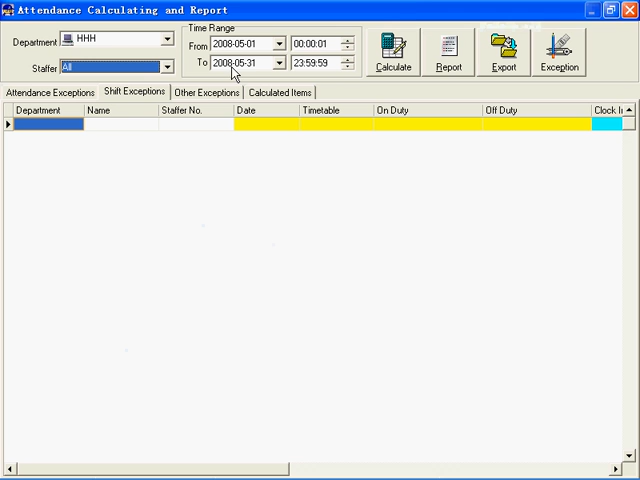 Attendance Calculating and Report
Department HHH
Staffer All
Time Range
From 2008-05-01 00:00:01
To 2008-05-31 23:59:59
Calculate Report Export Exception
Attendance Exceptions Shift Exceptions Other Exceptions Calculated Items
Department Name Staffer No. Date Timetable On Duty Off Duty Clock I